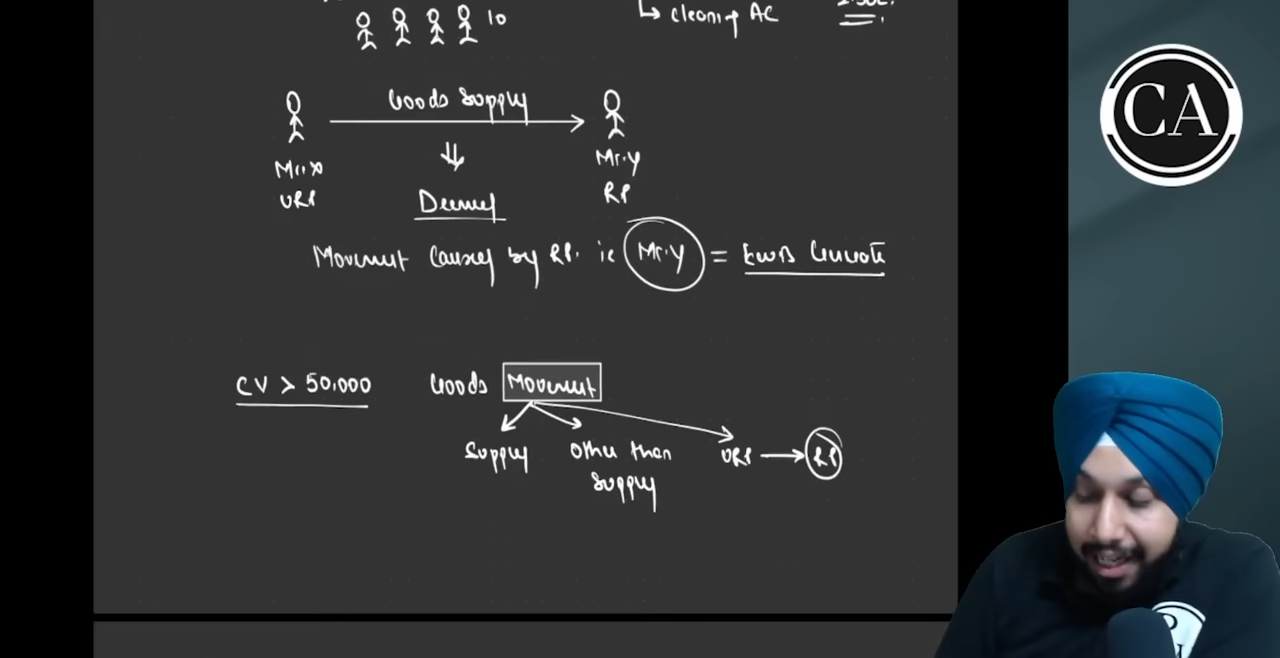 10
↳ cleaning AC
Goods Supply
Mr. X
Mr. Y
URP
RP
Deemed
Movement Caused by RP. ie Mr. Y = EWB Generate
CV > 50,000 Goods Movement
Supply
Other than
Supply
URP → RP
CA